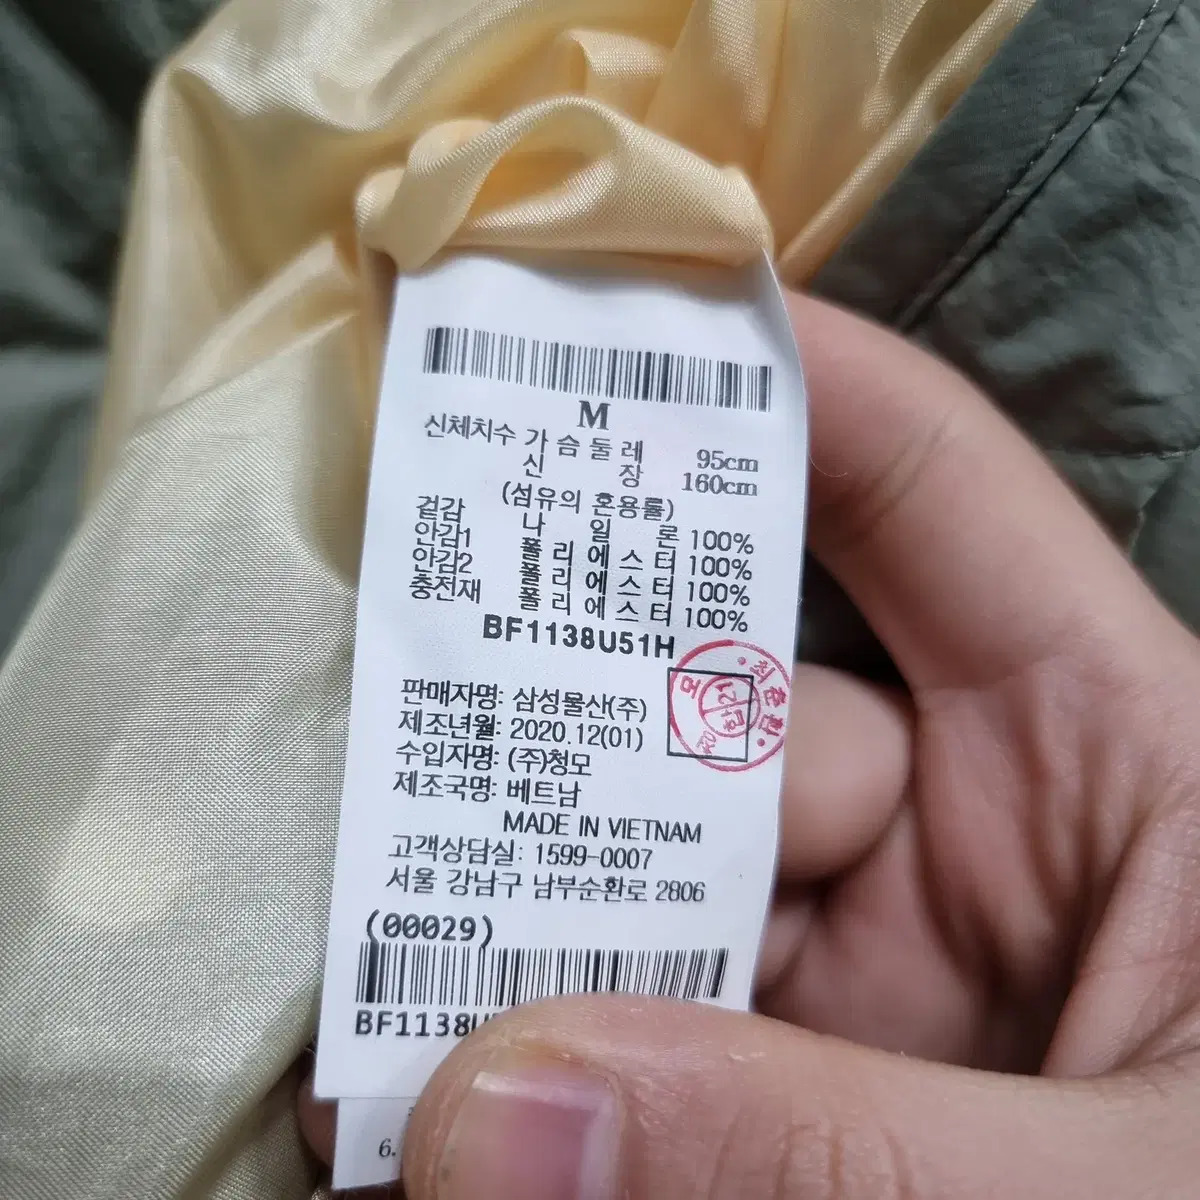 M
신체치수 가슴둘레 95cm
신장 160cm
(섬유의 혼용률)
겉감 나일론 100%
안감1 폴리에스터 100%
안감2 폴리에스터 100%
충전재 폴리에스터 100%
BF1138U51H
판매자명: 삼성물산(주)
제조년월: 2020.12(01)
수입자명: (주)청모
제조국명: 베트남
MADE IN VIETNAM
고객상담실: 1599-0007
서울 강남구 남부순환로 2806
(00029)
BF1138U
6.